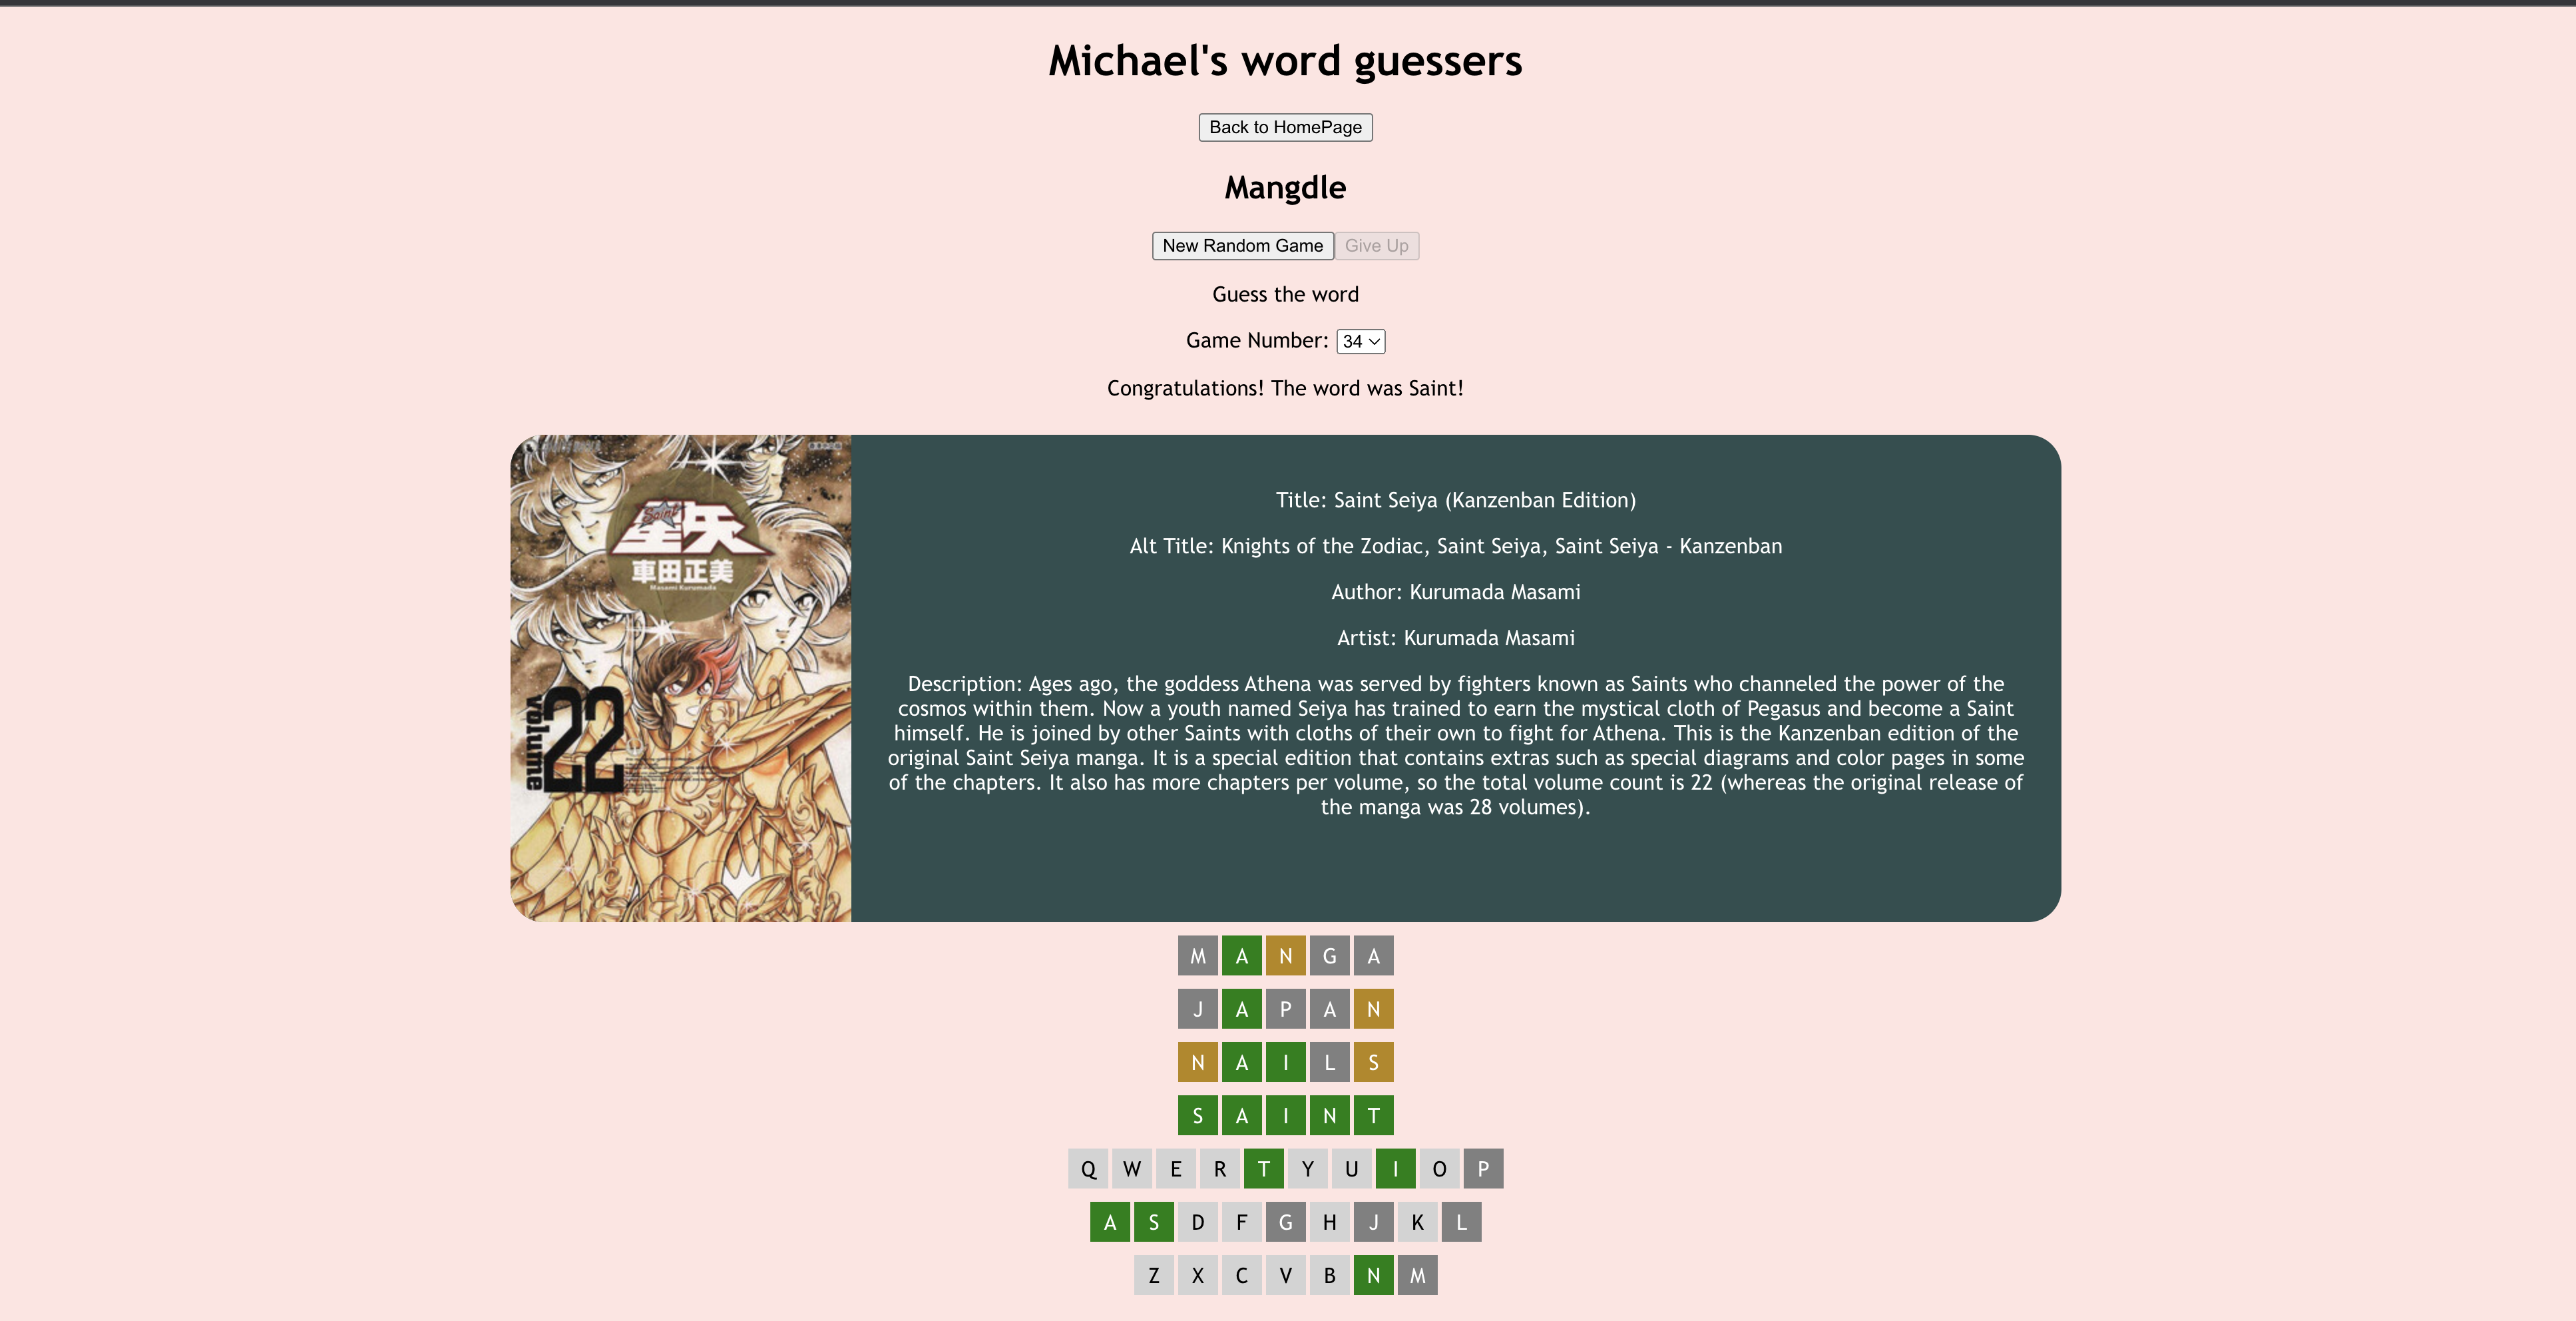 Michael's word guessers
Back to HomePage
Mangdle
New Random Game Give Up
Guess the word
Game Number: 34
Congratulations! The word was Saint!
Saint
星矢
車田正美
Masami Kurumada
volume 22
Title: Saint Seiya (Kanzenban Edition)
Alt Title: Knights of the Zodiac, Saint Seiya, Saint Seiya - Kanzenban
Author: Kurumada Masami
Artist: Kurumada Masami
Description: Ages ago, the goddess Athena was served by fighters known as Saints who channeled the power of the
cosmos within them. Now a youth named Seiya has trained to earn the mystical cloth of Pegasus and become a Saint
himself. He is joined by other Saints with cloths of their own to fight for Athena. This is the Kanzenban edition of the
original Saint Seiya manga. It is a special edition that contains extras such as special diagrams and color pages in some
of the chapters. It also has more chapters per volume, so the total volume count is 22 (whereas the original release of
the manga was 28 volumes).
M A N G A
J A P A N
N A I L S
S A I N T
Q W E R T Y U I O P
A S D F G H J K L
Z X C V B N M